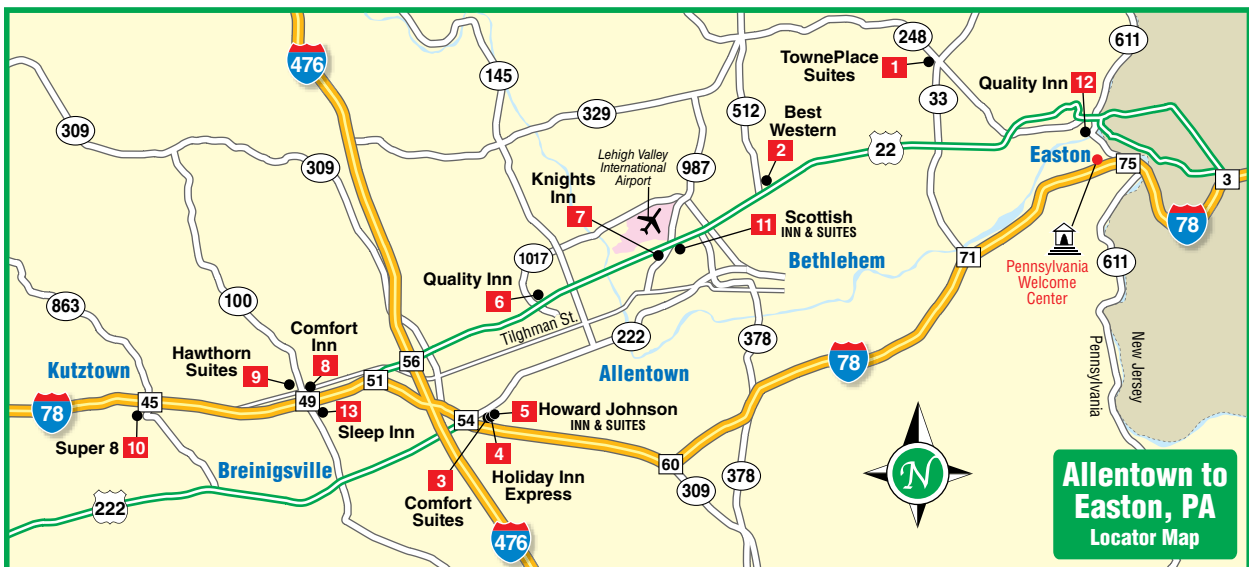 476
309
145
329
248
611
TownePlace
Suites
1
33
Quality Inn
12
512
Best
Western
2
22
309
Lehigh Valley
International
Airport
987
Easton
75
3
Knights
Inn
7
78
11
Scottish
INN & SUITES
1017
Bethlehem
71
Pennsylvania
Welcome
Center
611
Quality Inn
6
863
100
Tilghman St.
222
378
New Jersey
Pennsylvania
Comfort
Inn
8
Hawthorn
Suites
9
56
51
Kutztown
Allentown
78
78
45
49
13
Sleep Inn
54
5
Howard Johnson
INN & SUITES
Super 8
10
4
Holiday Inn
Express
3
Comfort
Suites
Breinigsville
60
309
378
N
222
476
Allentown to
Easton, PA
Locator Map